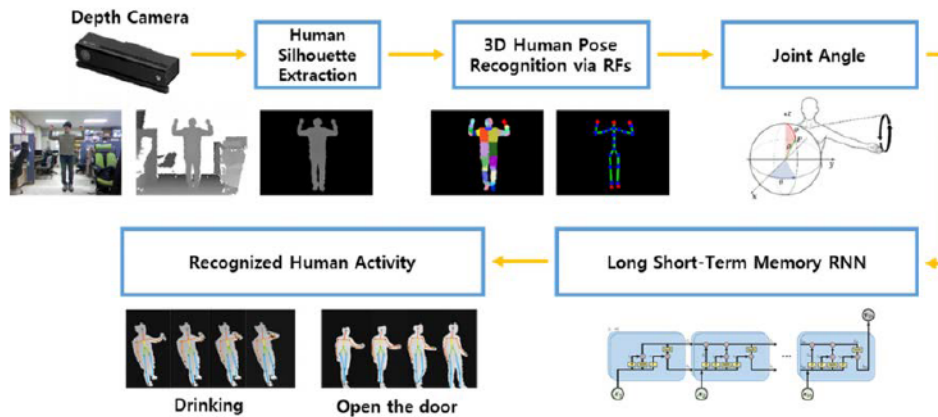 Depth Camera
Human
Silhouette
Extraction
3D Human Pose
Recognition via RFs
Joint Angle
Recognized Human Activity
Long Short-Term Memory RNN
Drinking
Open the door